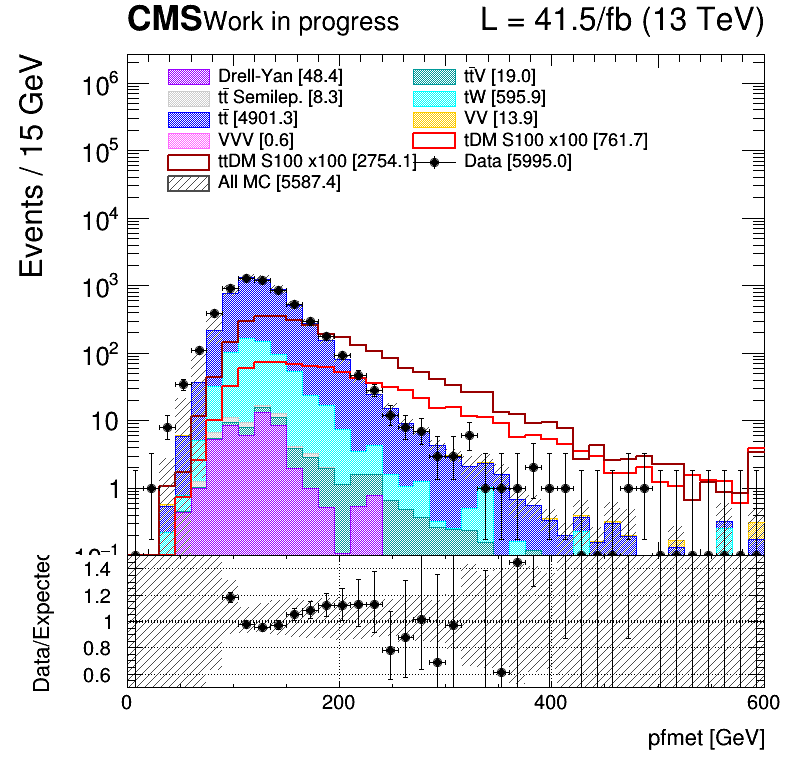 CMS Work in progress L = 41.5/fb (13 TeV)
Events / 15 GeV
Drell-Yan [48.4] tt̄V [19.0]
tt̄ Semilep. [8.3] tW [595.9]
tt̄ [4901.3] VV [13.9]
VVV [0.6] tDM S100 x100 [761.7]
ttDM S100 x100 [2754.1] Data [5995.0]
All MC [5587.4]
10⁶
10⁵
10⁴
10³
10²
10
1
10⁻¹
Data/Expected
1.4
1.2
1
0.8
0.6
0 200 400 600
pfmet [GeV]